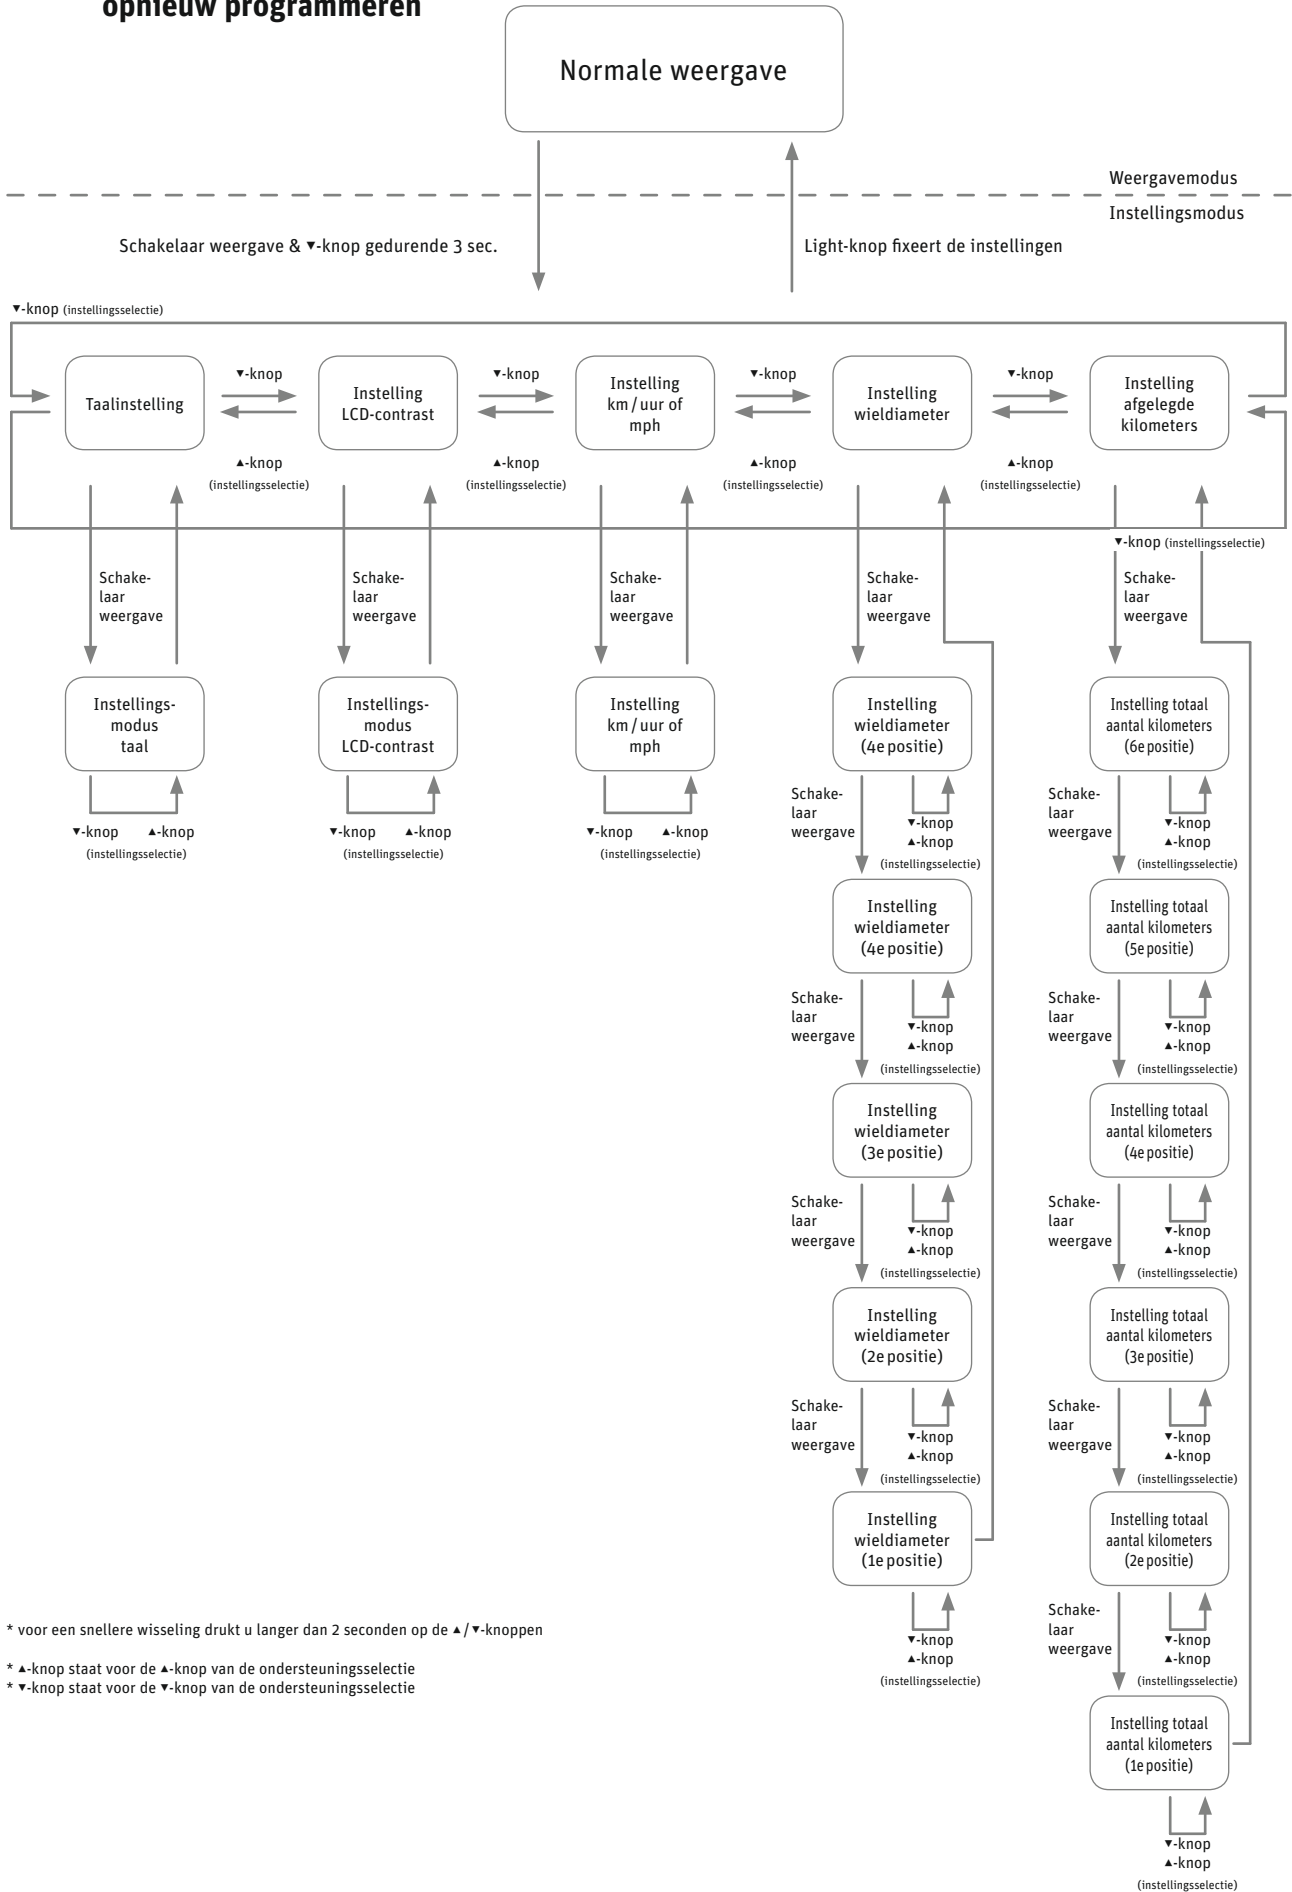 opnieuw programmeren
Normale weergave
Weergavemodus
Instellingsmodus
Schakelaar weergave & ▼-knop gedurende 3 sec.
Light-knop fixeert de instellingen
▼-knop (instellingsselectie)
Taalinstelling
▼-knop
▲-knop
(instellingsselectie)
Instelling
LCD-contrast
▼-knop
▲-knop
(instellingsselectie)
Instelling
km / uur of
mph
▼-knop
▲-knop
(instellingsselectie)
Instelling
wieldiameter
▼-knop
▲-knop
(instellingsselectie)
Instelling
afgelegde
kilometers
▼-knop (instellingsselectie)
Schake-
laar
weergave
Schake-
laar
weergave
Schake-
laar
weergave
Schake-
laar
weergave
Schake-
laar
weergave
Instellings-
modus
taal
▼-knop ▲-knop
(instellingsselectie)
Instellings-
modus
LCD-contrast
▼-knop ▲-knop
(instellingsselectie)
Instelling
km / uur of
mph
▼-knop ▲-knop
(instellingsselectie)
Instelling
wieldiameter
(4e positie)
Schake-
laar
weergave
▼-knop
▲-knop
(instellingsselectie)
Instelling
wieldiameter
(4e positie)
Schake-
laar
weergave
▼-knop
▲-knop
(instellingsselectie)
Instelling
wieldiameter
(3e positie)
Schake-
laar
weergave
▼-knop
▲-knop
(instellingsselectie)
Instelling
wieldiameter
(2e positie)
Schake-
laar
weergave
▼-knop
▲-knop
(instellingsselectie)
Instelling
wieldiameter
(1e positie)
▼-knop
▲-knop
(instellingsselectie)
Instelling totaal
aantal kilometers
(6e positie)
Schake-
laar
weergave
▼-knop
▲-knop
(instellingsselectie)
Instelling totaal
aantal kilometers
(5e positie)
Schake-
laar
weergave
▼-knop
▲-knop
(instellingsselectie)
Instelling totaal
aantal kilometers
(4e positie)
Schake-
laar
weergave
▼-knop
▲-knop
(instellingsselectie)
Instelling totaal
aantal kilometers
(3e positie)
Schake-
laar
weergave
▼-knop
▲-knop
(instellingsselectie)
Instelling totaal
aantal kilometers
(2e positie)
Schake-
laar
weergave
▼-knop
▲-knop
(instellingsselectie)
Instelling totaal
aantal kilometers
(1e positie)
▼-knop
▲-knop
(instellingsselectie)
* voor een snellere wisseling drukt u langer dan 2 seconden op de ▲ / ▼-knoppen
* ▲-knop staat voor de ▲-knop van de ondersteuningsselectie
* ▼-knop staat voor de ▼-knop van de ondersteuningsselectie